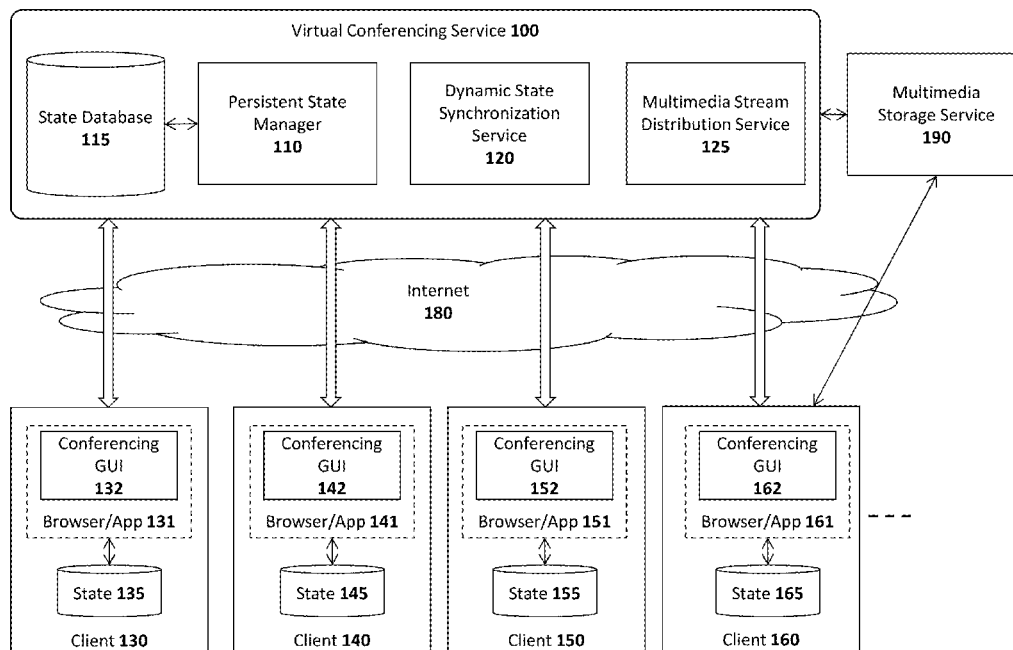 Virtual Conferencing Service 100
State Database
115
Persistent State
Manager
110
Dynamic State
Synchronization
Service
120
Multimedia Stream
Distribution Service
125
Multimedia
Storage Service
190
Internet
180
Conferencing
GUI
132
Browser/App 131
State 135
Client 130
Conferencing
GUI
142
Browser/App 141
State 145
Client 140
Conferencing
GUI
152
Browser/App 151
State 155
Client 150
Conferencing
GUI
162
Browser/App 161
State 165
Client 160